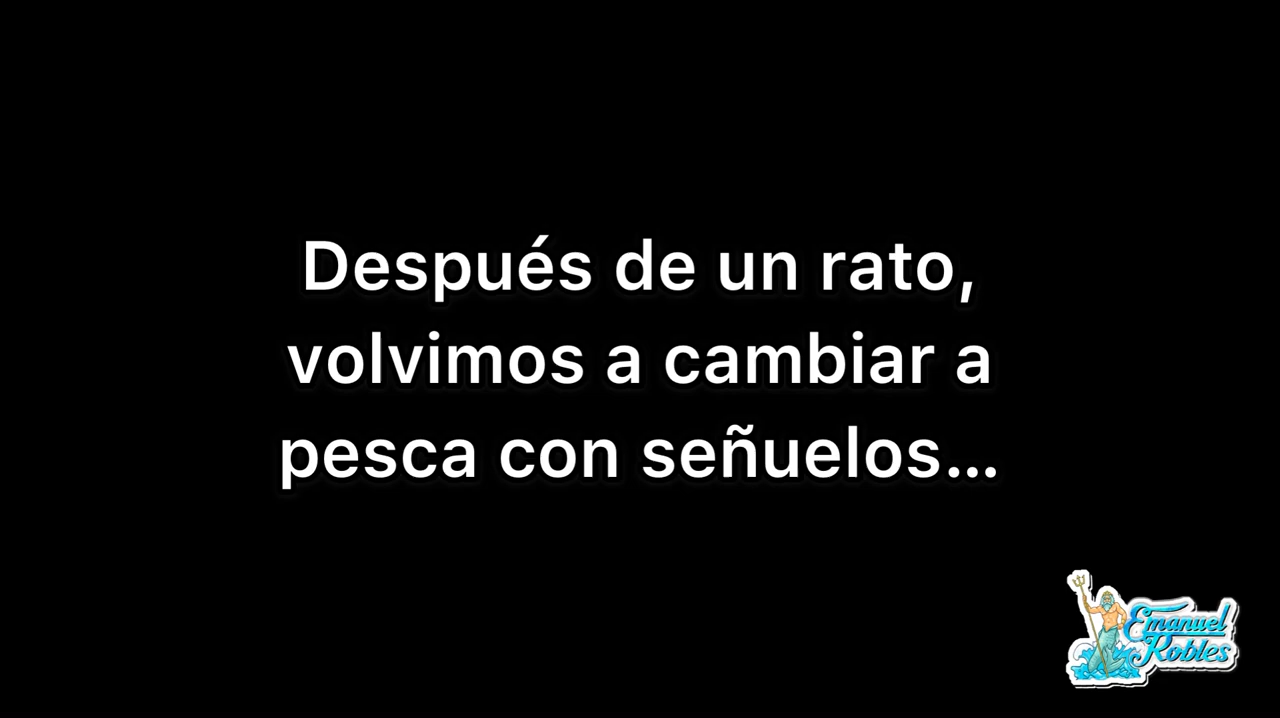 Después de un rato,
volvimos a cambiar a
pesca con señuelos...
Emanuel
Robles